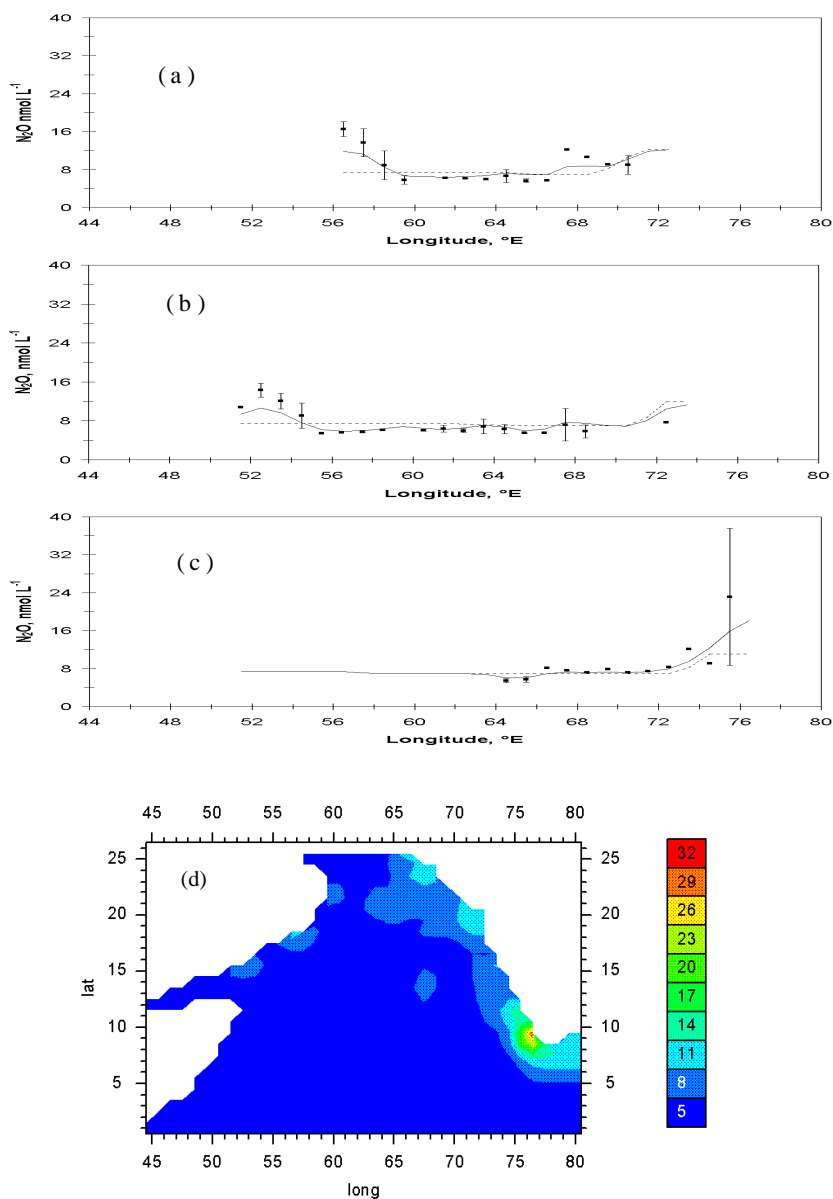 40
32
24
16
8
0
N₂O nmol L⁻¹
( a )
44 48 52 56 60 64 68 72 76 80
Longitude, ºE
40
32
24
16
8
0
N₂O, nmol L⁻¹
( b )
44 48 52 56 60 64 68 72 76 80
Longitude, ºE
40
32
24
16
8
0
N₂O, nmol L⁻¹
( c )
44 48 52 56 60 64 68 72 76 80
Longitude, ºE
45 50 55 60 65 70 75 80
(d)
25 25
20 20
15 15
10 10
5 5
lat
45 50 55 60 65 70 75 80
long
32
29
26
23
20
17
14
11
8
5